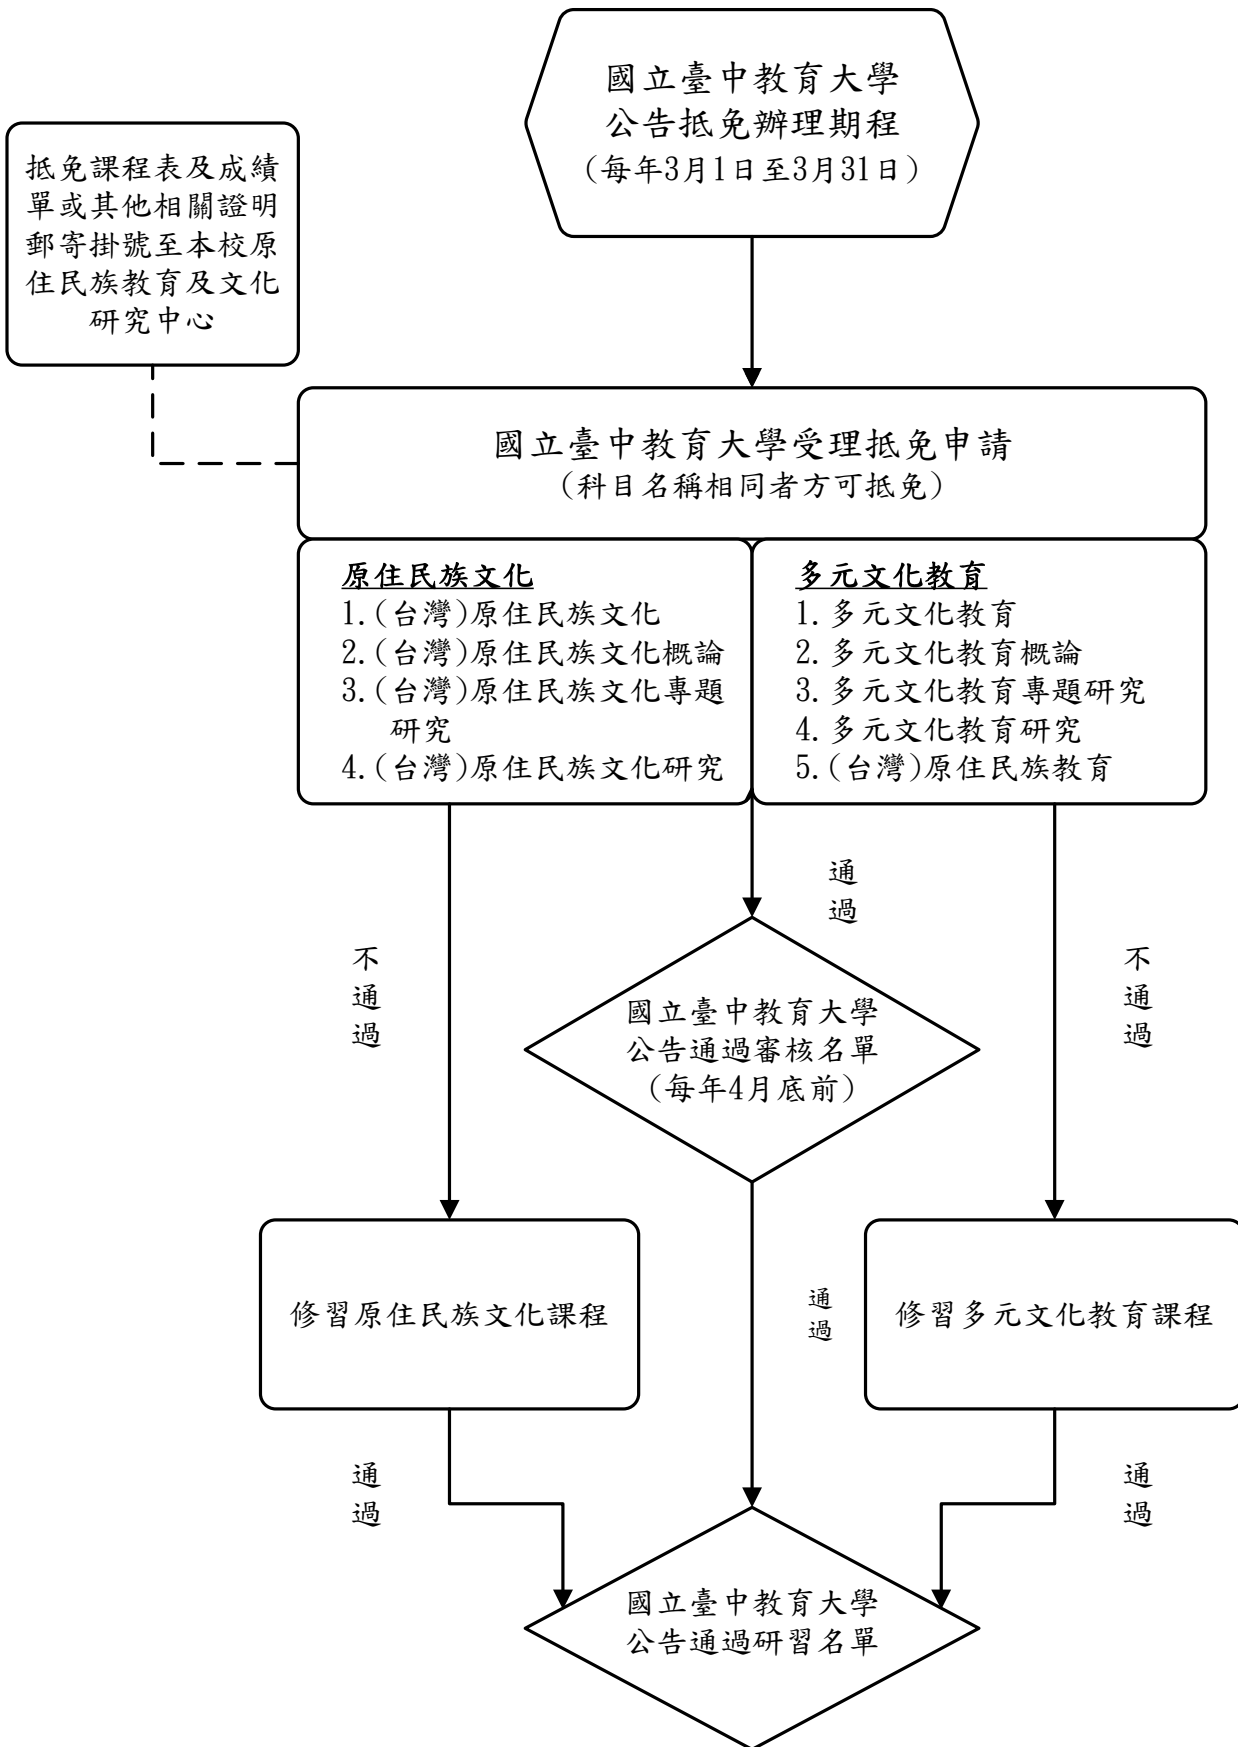 國立臺中教育大學
公告抵免辦理期程
(每年3月1日至3月31日)
抵免課程表及成績
單或其他相關證明
郵寄掛號至本校原
住民族教育及文化
研究中心
國立臺中教育大學受理抵免申請
(科目名稱相同者方可抵免)
原住民族文化
1.(台灣)原住民族文化
2.(台灣)原住民族文化概論
3.(台灣)原住民族文化專題
研究
4.(台灣)原住民族文化研究
多元文化教育
1.多元文化教育
2.多元文化教育概論
3.多元文化教育專題研究
4.多元文化教育研究
5.(台灣)原住民族教育
通
過
不
通
過
不
通
過
國立臺中教育大學
公告通過審核名單
(每年4月底前)
修習原住民族文化課程
通
過
修習多元文化教育課程
通
過
通
過
國立臺中教育大學
公告通過研習名單